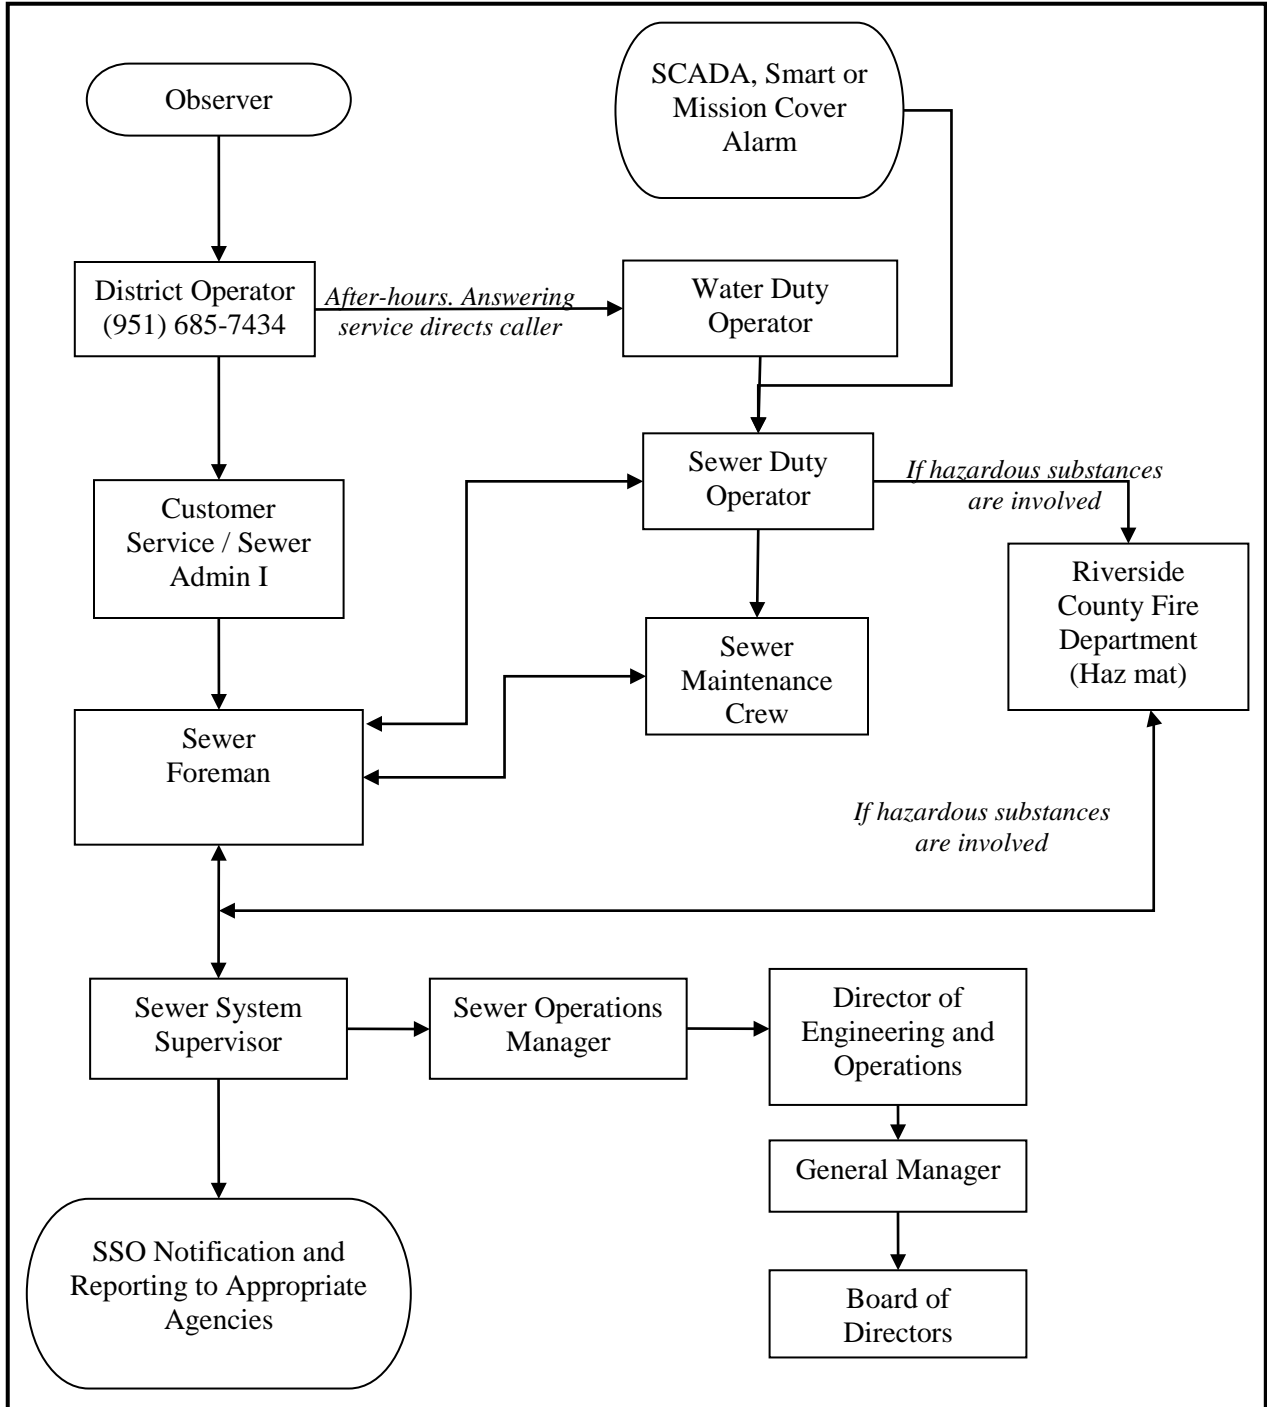 Observer
SCADA, Smart or
Mission Cover
Alarm
District Operator
(951) 685-7434
After-hours. Answering
service directs caller
Water Duty
Operator
Customer
Service / Sewer
Admin I
Sewer Duty
Operator
If hazardous substances
are involved
Riverside
County Fire
Department
(Haz mat)
Sewer
Maintenance
Crew
Sewer
Foreman
If hazardous substances
are involved
Sewer System
Supervisor
Sewer Operations
Manager
Director of
Engineering and
Operations
General Manager
SSO Notification and
Reporting to Appropriate
Agencies
Board of
Directors